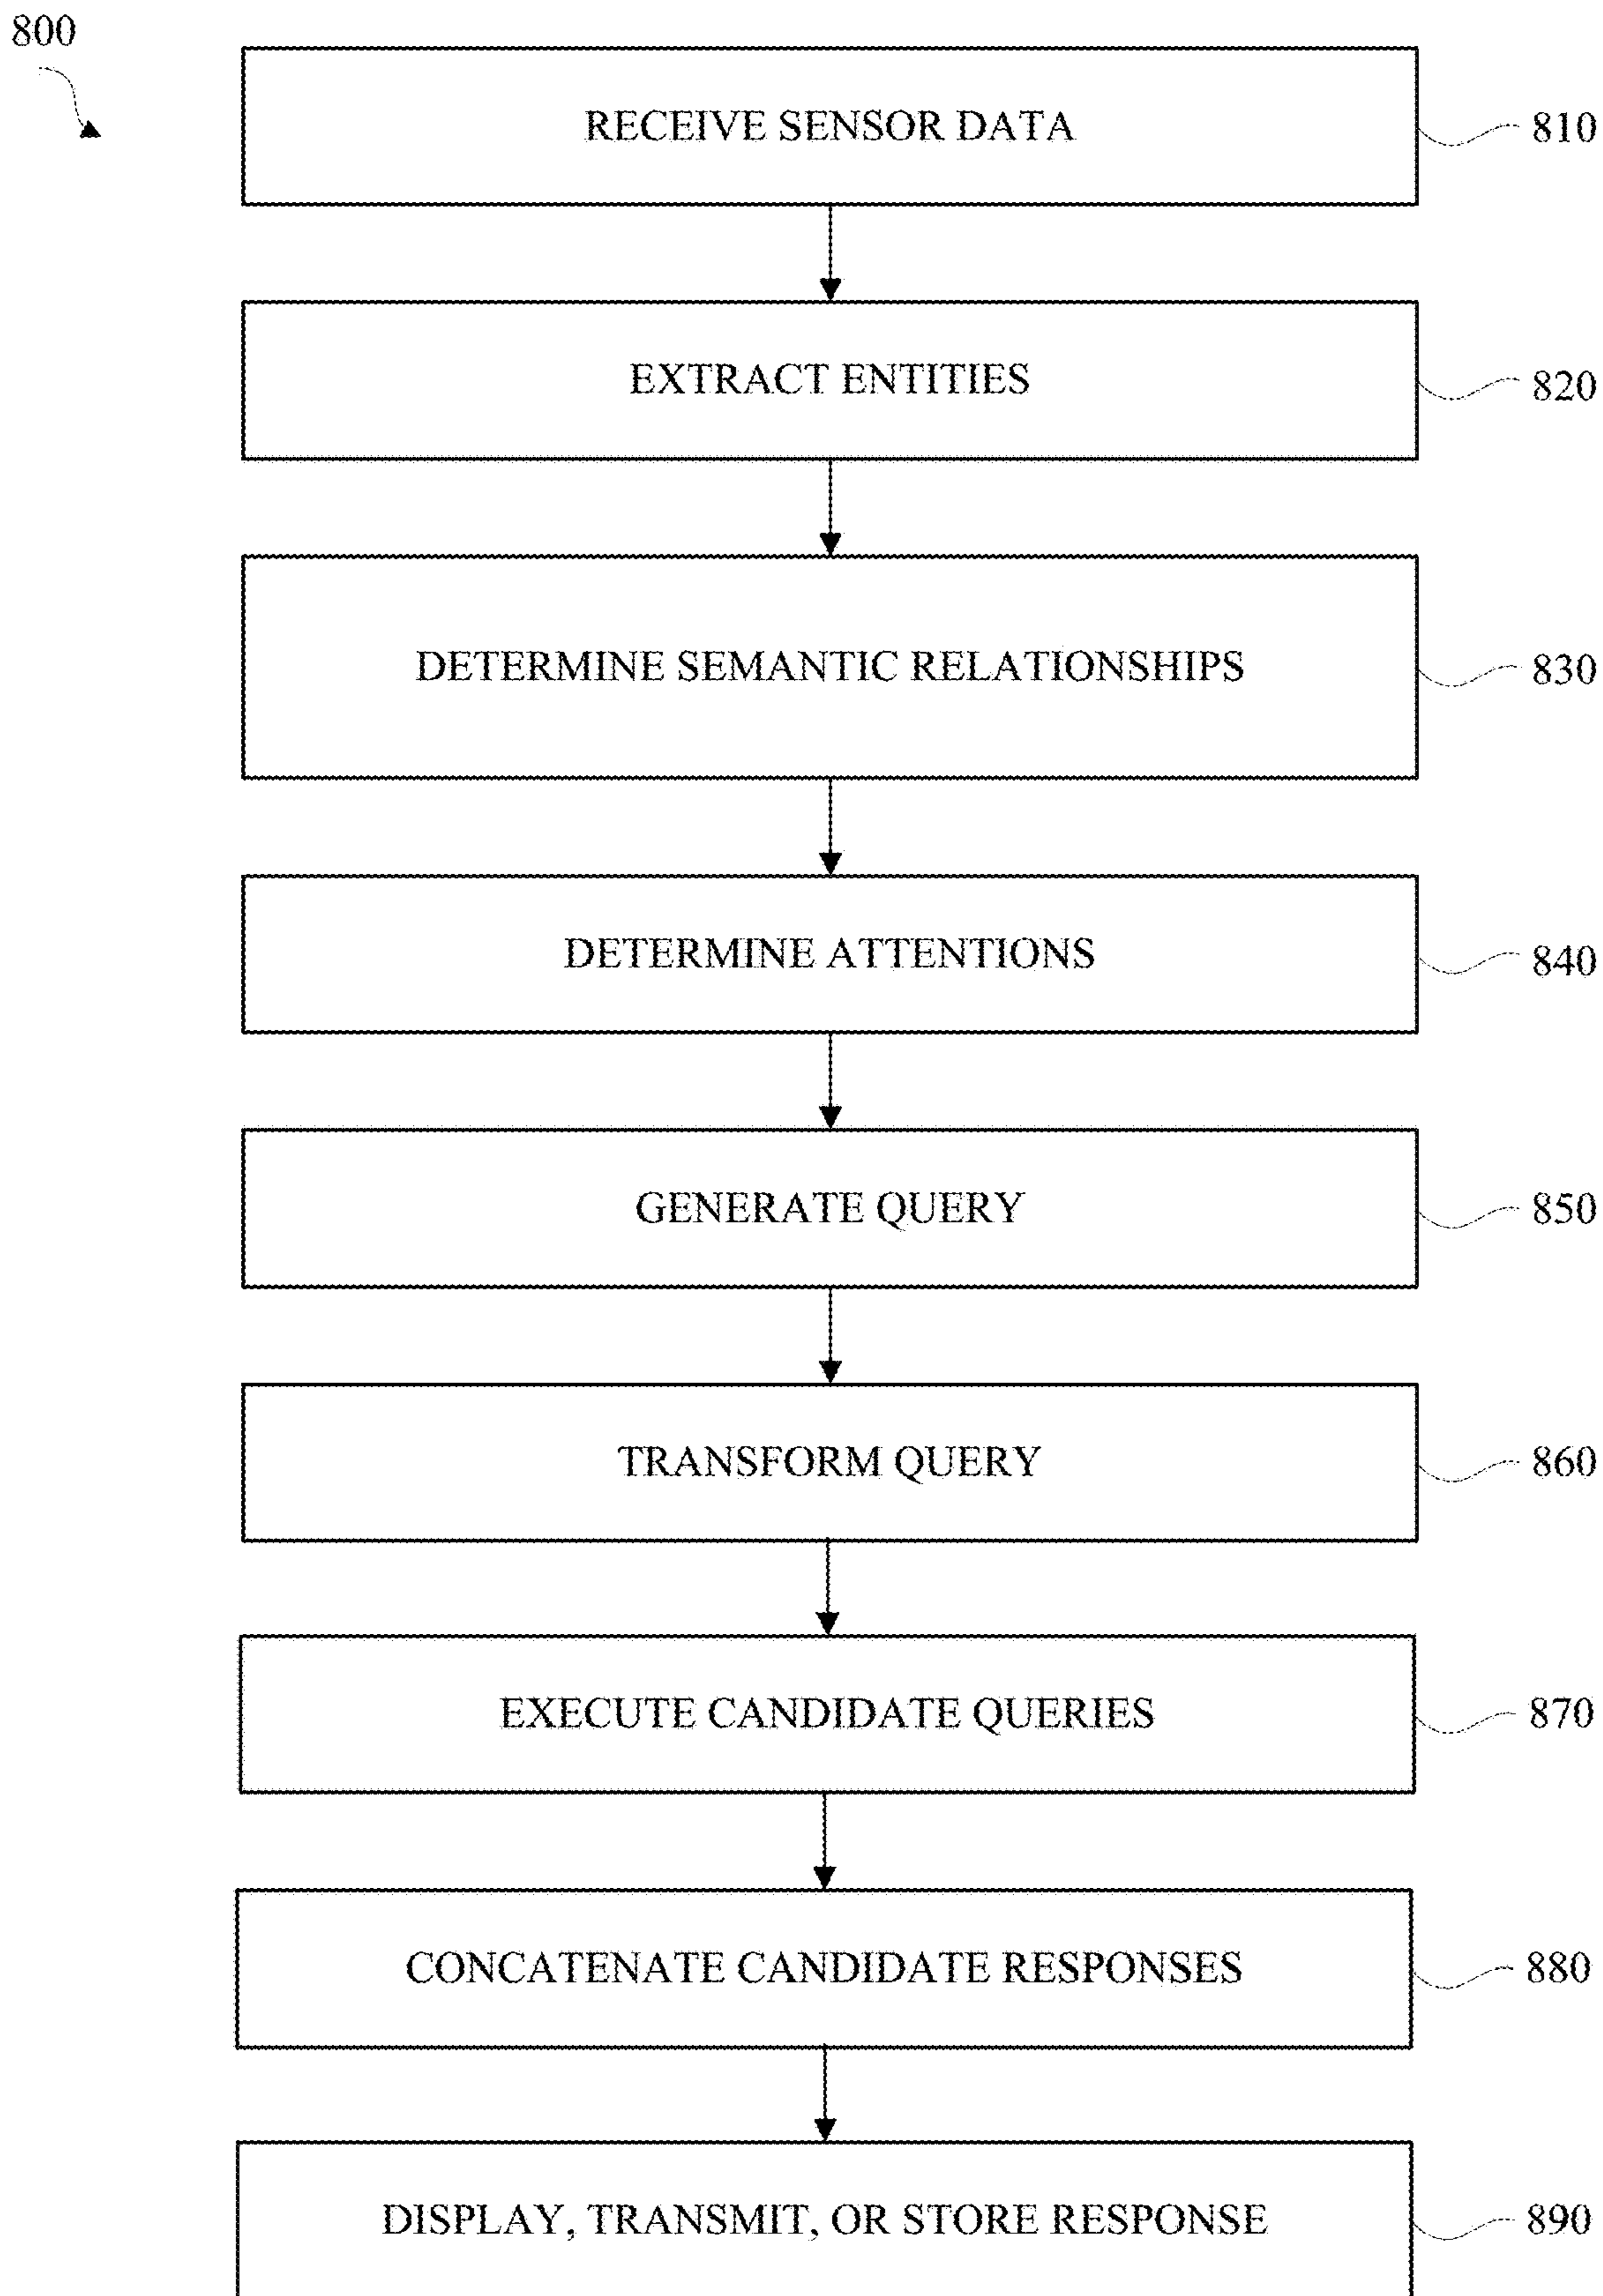 800
RECEIVE SENSOR DATA 810
EXTRACT ENTITIES 820
DETERMINE SEMANTIC RELATIONSHIPS 830
DETERMINE ATTENTIONS 840
GENERATE QUERY 850
TRANSFORM QUERY 860
EXECUTE CANDIDATE QUERIES 870
CONCATENATE CANDIDATE RESPONSES 880
DISPLAY, TRANSMIT, OR STORE RESPONSE 890